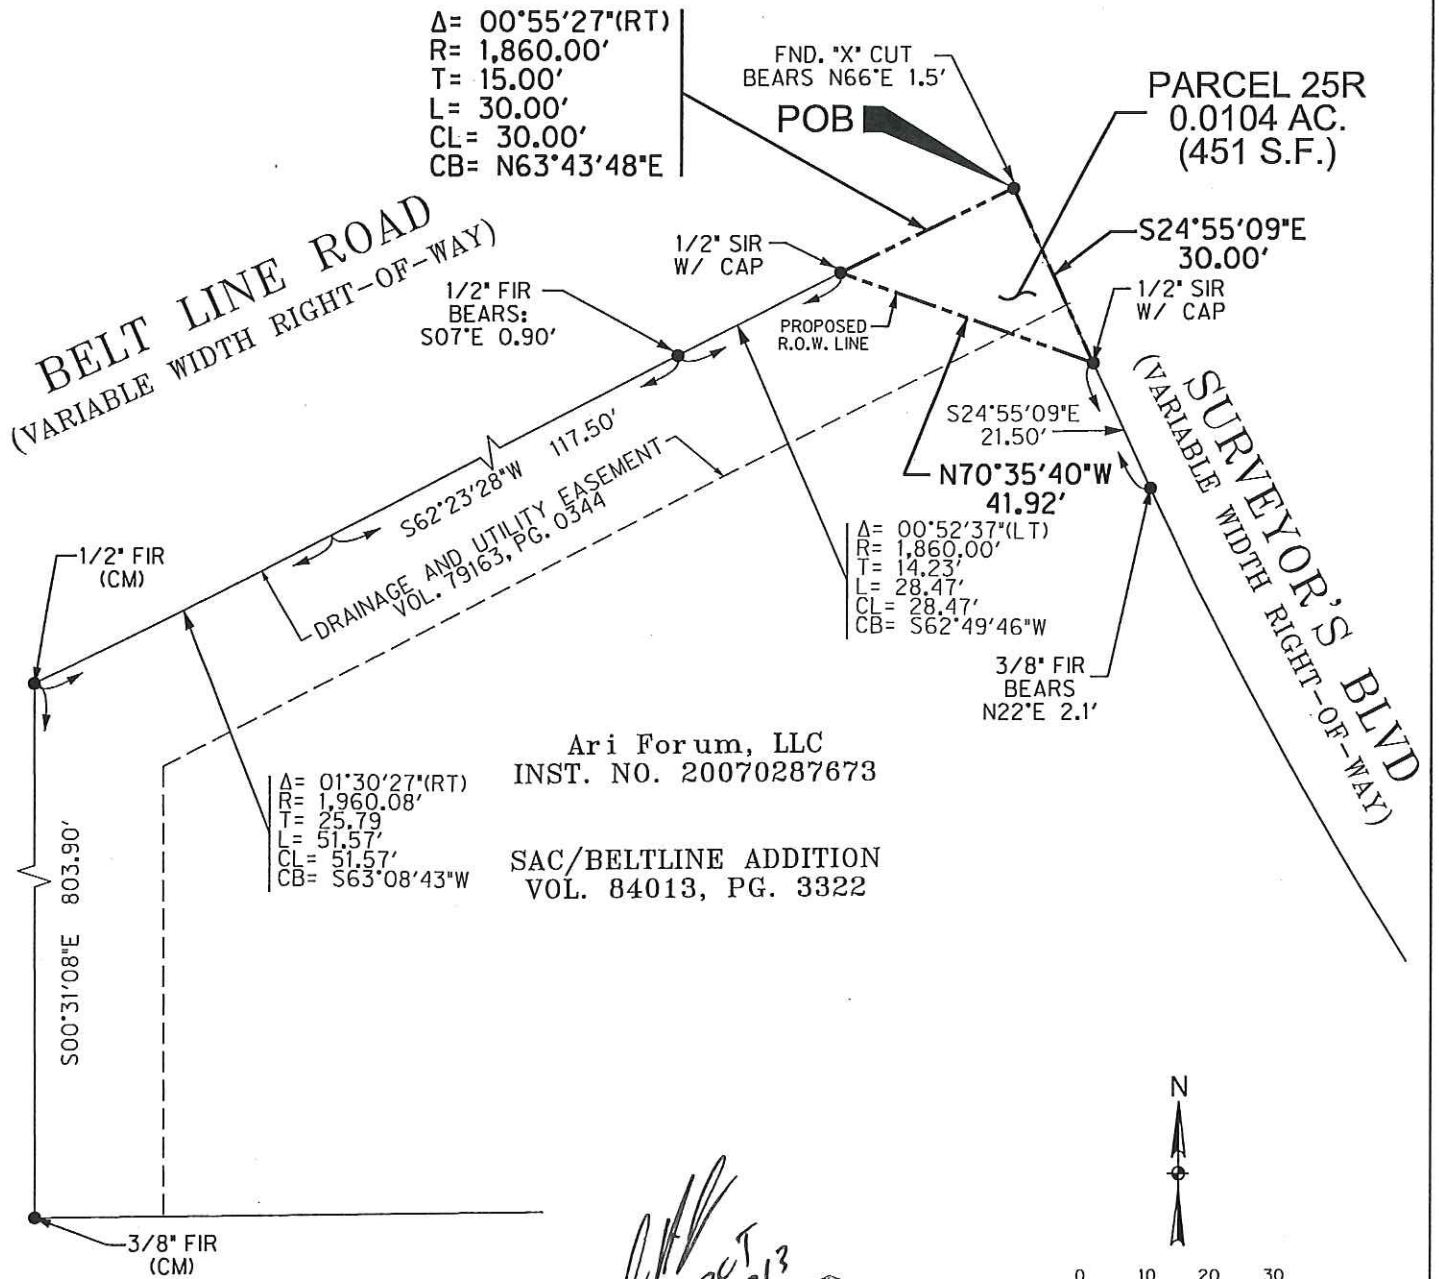 Δ= 00°55'27"(RT)
R= 1,860.00'
T= 15.00'
L= 30.00'
CL= 30.00'
CB= N63°43'48"E
FND. "X" CUT
BEARS N66°E 1.5'
POB
PARCEL 25R
0.0104 AC.
(451 S.F.)
BELT LINE ROAD
(VARIABLE WIDTH RIGHT-OF-WAY)
1/2" SIR
W/ CAP
S24°55'09"E
30.00'
1/2" FIR
BEARS:
S07°E 0.90'
1/2" SIR
W/ CAP
PROPOSED
R.O.W. LINE
SURVEYOR'S BLVD
(VARIABLE WIDTH RIGHT-OF-WAY)
S24°55'09"E
21.50'
S62°23'28"W 117.50'
DRAINAGE AND UTILITY EASEMENT
VOL. 79163, PG. 0344
N70°35'40"W
41.92'
1/2" FIR
(CM)
Δ= 00°52'37"(LT)
R= 1,860.00'
T= 14.23'
L= 28.47'
CL= 28.47'
CB= S62°49'46"W
3/8" FIR
BEARS
N22°E 2.1'
Δ= 01°30'27"(RT)
R= 1,960.08'
T= 25.79
L= 51.57'
CL= 51.57'
CB= S63°08'43"W
Ari Forum, LLC
INST. NO. 20070287673
SAC/BELTLINE ADDITION
VOL. 84013, PG. 3322
S00°31'08"E 803.90'
N
3/8" FIR
(CM)
0 10 20 30